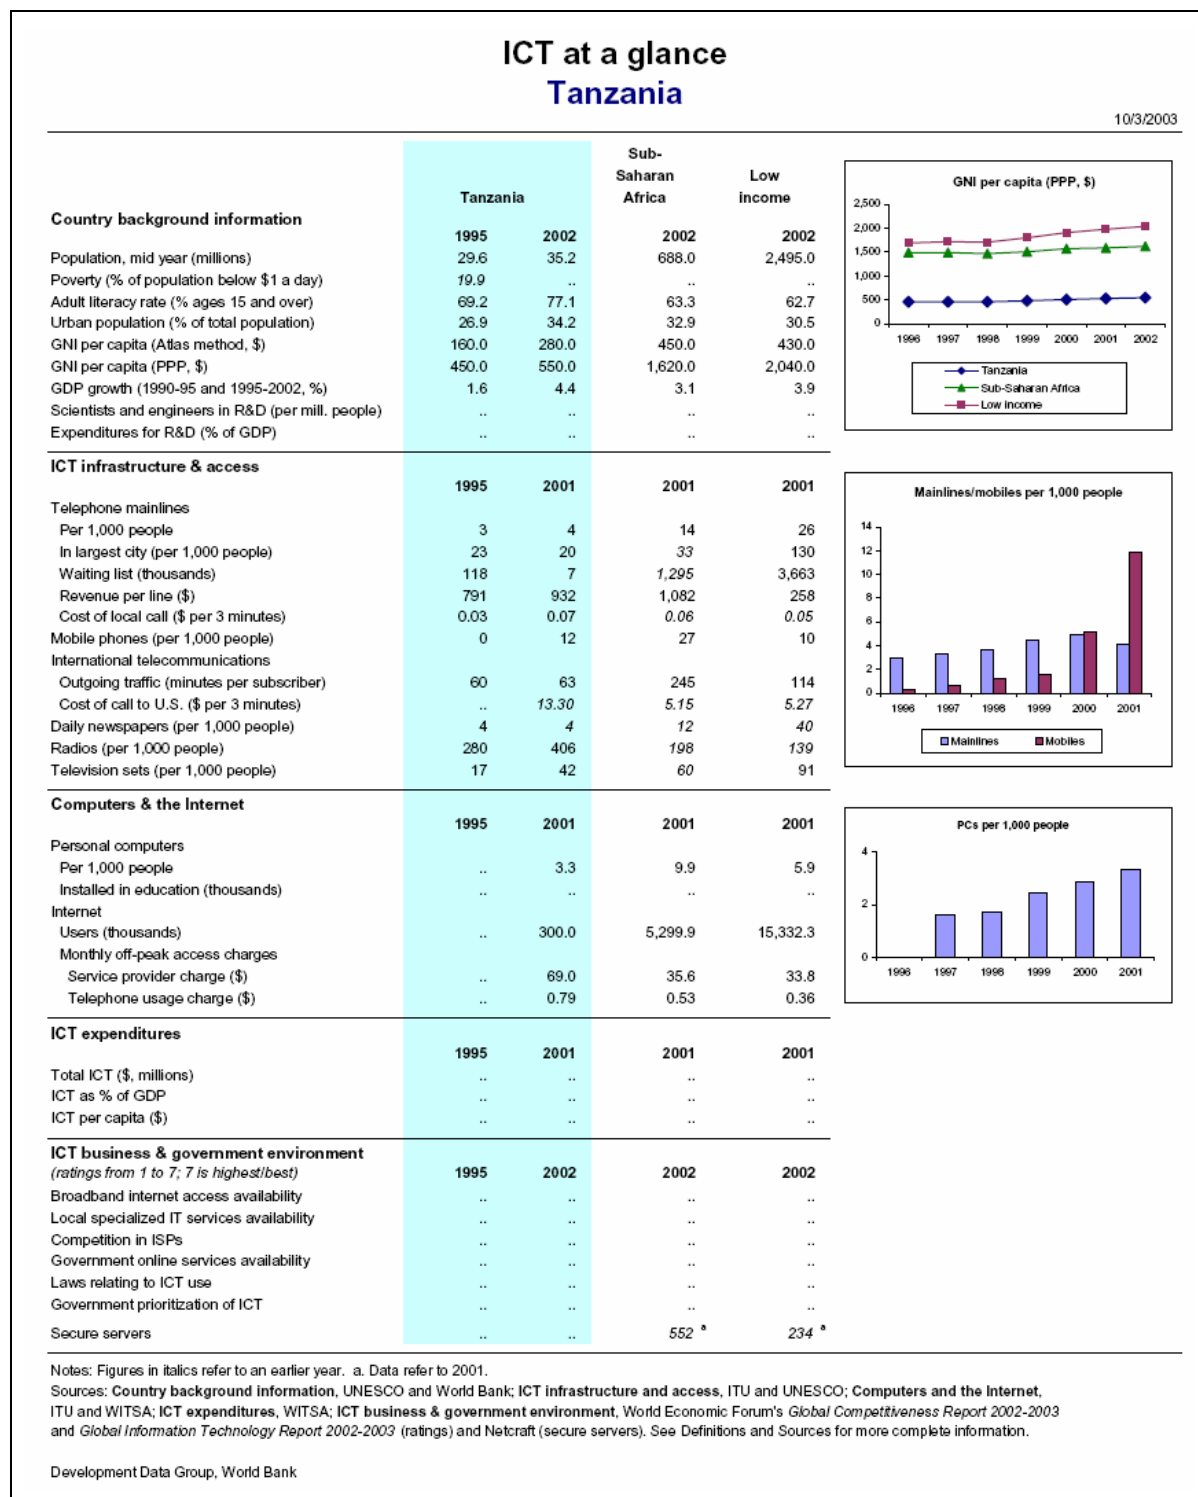 ICT at a glance
Tanzania
10/3/2003
Sub-
Saharan Low
Tanzania Africa income
Country background information
1995 2002 2002 2002
Population, mid year (millions) 29.6 35.2 688.0 2,495.0
Poverty (% of population below $1 a day) 19.9 .. .. ..
Adult literacy rate (% ages 15 and over) 69.2 77.1 63.3 62.7
Urban population (% of total population) 26.9 34.2 32.9 30.5
GNI per capita (Atlas method, $) 160.0 280.0 450.0 430.0
GNI per capita (PPP, $) 450.0 550.0 1,620.0 2,040.0
GDP growth (1990-95 and 1995-2002, %) 1.6 4.4 3.1 3.9
Scientists and engineers in R&D (per mill. people) .. .. .. ..
Expenditures for R&D (% of GDP) .. .. .. ..
GNI per capita (PPP, $)
2,500
2,000
1,500
1,000
500
0
1996 1997 1998 1999 2000 2001 2002
Tanzania
Sub-Saharan Africa
Low income
ICT infrastructure & access
1995 2001 2001 2001
Telephone mainlines
Per 1,000 people 3 4 14 26
In largest city (per 1,000 people) 23 20 33 130
Waiting list (thousands) 118 7 1,295 3,663
Revenue per line ($) 791 932 1,082 258
Cost of local call ($ per 3 minutes) 0.03 0.07 0.06 0.05
Mobile phones (per 1,000 people) 0 12 27 10
International telecommunications
Outgoing traffic (minutes per subscriber) 60 63 245 114
Cost of call to U.S. ($ per 3 minutes) .. 13.30 5.15 5.27
Daily newspapers (per 1,000 people) 4 4 12 40
Radios (per 1,000 people) 280 406 198 139
Television sets (per 1,000 people) 17 42 60 91
Mainlines/mobiles per 1,000 people
14
12
10
8
6
4
2
0
1996 1997 1998 1999 2000 2001
Mainlines Mobiles
Computers & the Internet
1995 2001 2001 2001
Personal computers
Per 1,000 people .. 3.3 9.9 5.9
Installed in education (thousands) .. .. .. ..
Internet
Users (thousands) .. 300.0 5,299.9 15,332.3
Monthly off-peak access charges
Service provider charge ($) .. 69.0 35.6 33.8
Telephone usage charge ($) .. 0.79 0.53 0.36
PCs per 1,000 people
4
2
0
1996 1997 1998 1999 2000 2001
ICT expenditures
1995 2001 2001 2001
Total ICT ($, millions) .. .. .. ..
ICT as % of GDP .. .. .. ..
ICT per capita ($) .. .. .. ..
ICT business & government environment
(ratings from 1 to 7; 7 is highest/best) 1995 2002 2002 2002
Broadband internet access availability .. .. .. ..
Local specialized IT services availability .. .. .. ..
Competition in ISPs .. .. .. ..
Government online services availability .. .. .. ..
Laws relating to ICT use .. .. .. ..
Government prioritization of ICT .. .. .. ..
Secure servers .. .. 552 a 234 a
Notes: Figures in italics refer to an earlier year. a. Data refer to 2001.
Sources: Country background information, UNESCO and World Bank; ICT infrastructure and access, ITU and UNESCO; Computers and the Internet,
ITU and WITSA; ICT expenditures, WITSA; ICT business & government environment, World Economic Forum's Global Competitiveness Report 2002-2003
and Global Information Technology Report 2002-2003 (ratings) and Netcraft (secure servers). See Definitions and Sources for more complete information.
Development Data Group, World Bank